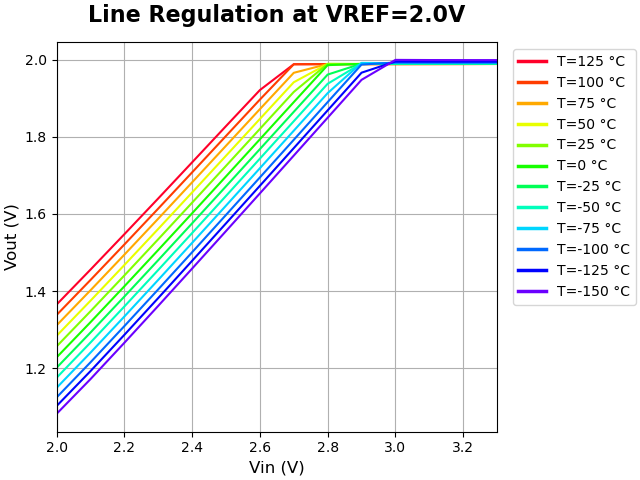 Line Regulation at VREF=2.0V
Vout (V)
2.0
1.8
1.6
1.4
1.2
2.0 2.2 2.4 2.6 2.8 3.0 3.2
Vin (V)
T=125 °C
T=100 °C
T=75 °C
T=50 °C
T=25 °C
T=0 °C
T=-25 °C
T=-50 °C
T=-75 °C
T=-100 °C
T=-125 °C
T=-150 °C